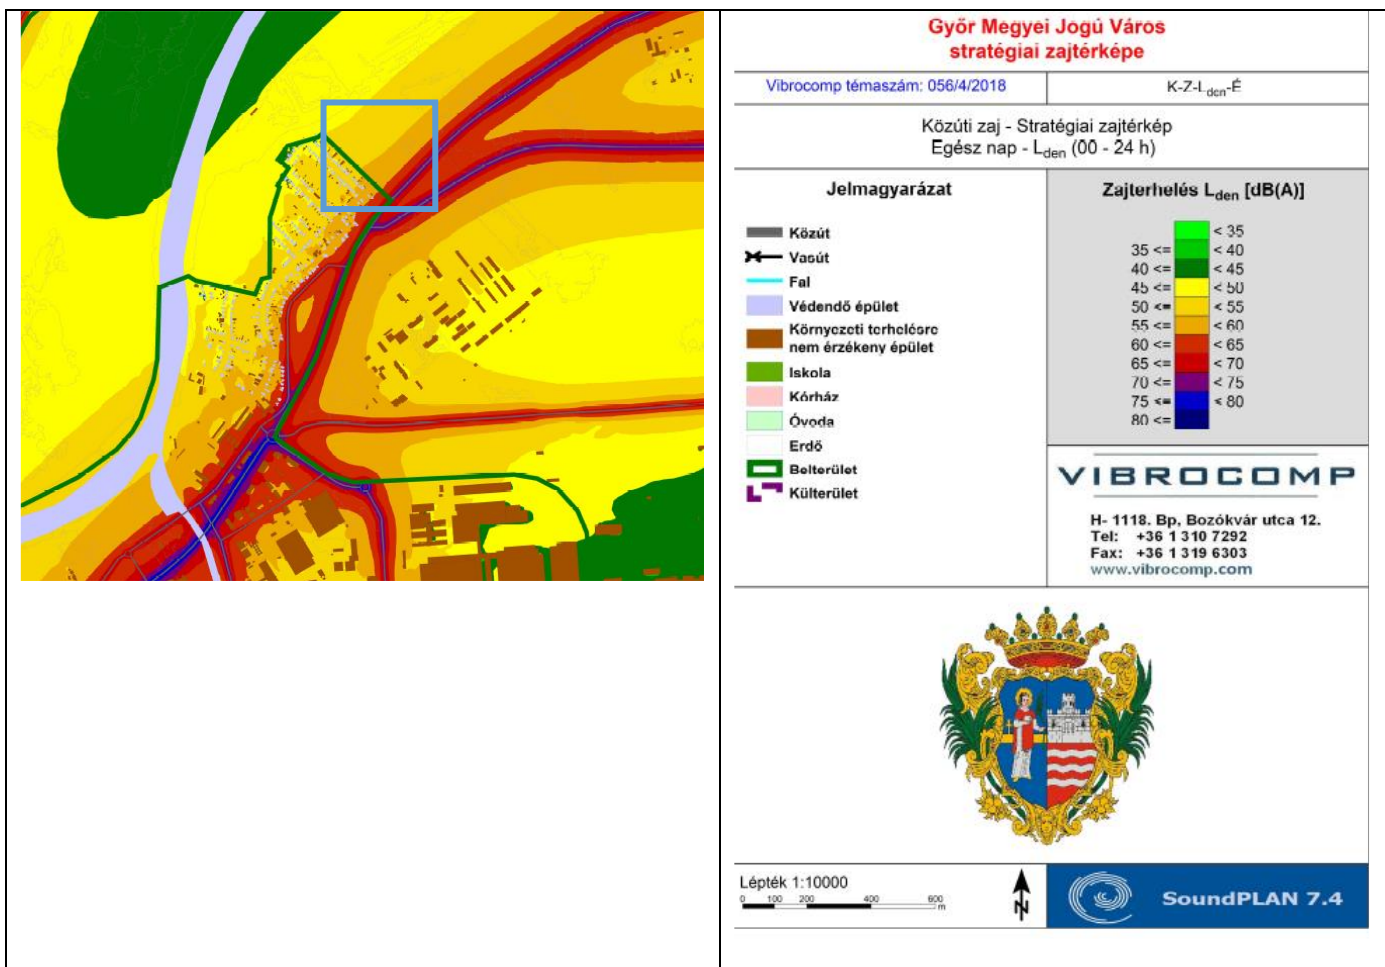 Győr Megyei Jogú Város
stratégiai zajtérképe
Vibrocomp témaszám: 056/4/2018
K-Z-Lden-É
Közúti zaj - Stratégiai zajtérkép
Egész nap - Lden (00 - 24 h)
Jelmagyarázat
Közút
Vasút
Fal
Védendő épület
Környezeti terhelésre
nem érzékeny épület
Iskola
Kórház
Óvoda
Erdő
Belterület
Külterület
Zajterhelés Lden [dB(A)]
< 35
35 <= < 40
40 <= < 45
45 <= < 50
50 <= < 55
55 <= < 60
60 <= < 65
65 <= < 70
70 <= < 75
75 <= < 80
80 <=
VIBROCOMP
H- 1118. Bp, Bozókvár utca 12.
Tel: +36 1 310 7292
Fax: +36 1 319 6303
www.vibrocomp.com
Lépték 1:10000
0 100 200 400 600
m
N
SoundPLAN 7.4